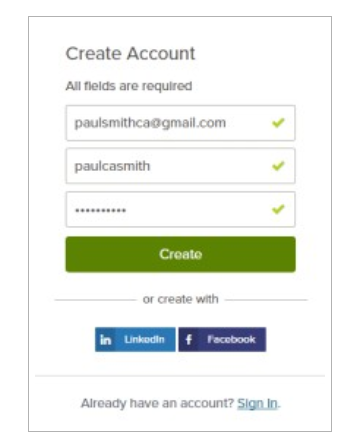 Create Account
All fields are required
paulsmithca@gmail.com
paulcasmith
••••••••••
Create
or create with
in LinkedIn f Facebook
Already have an account? Sign In.